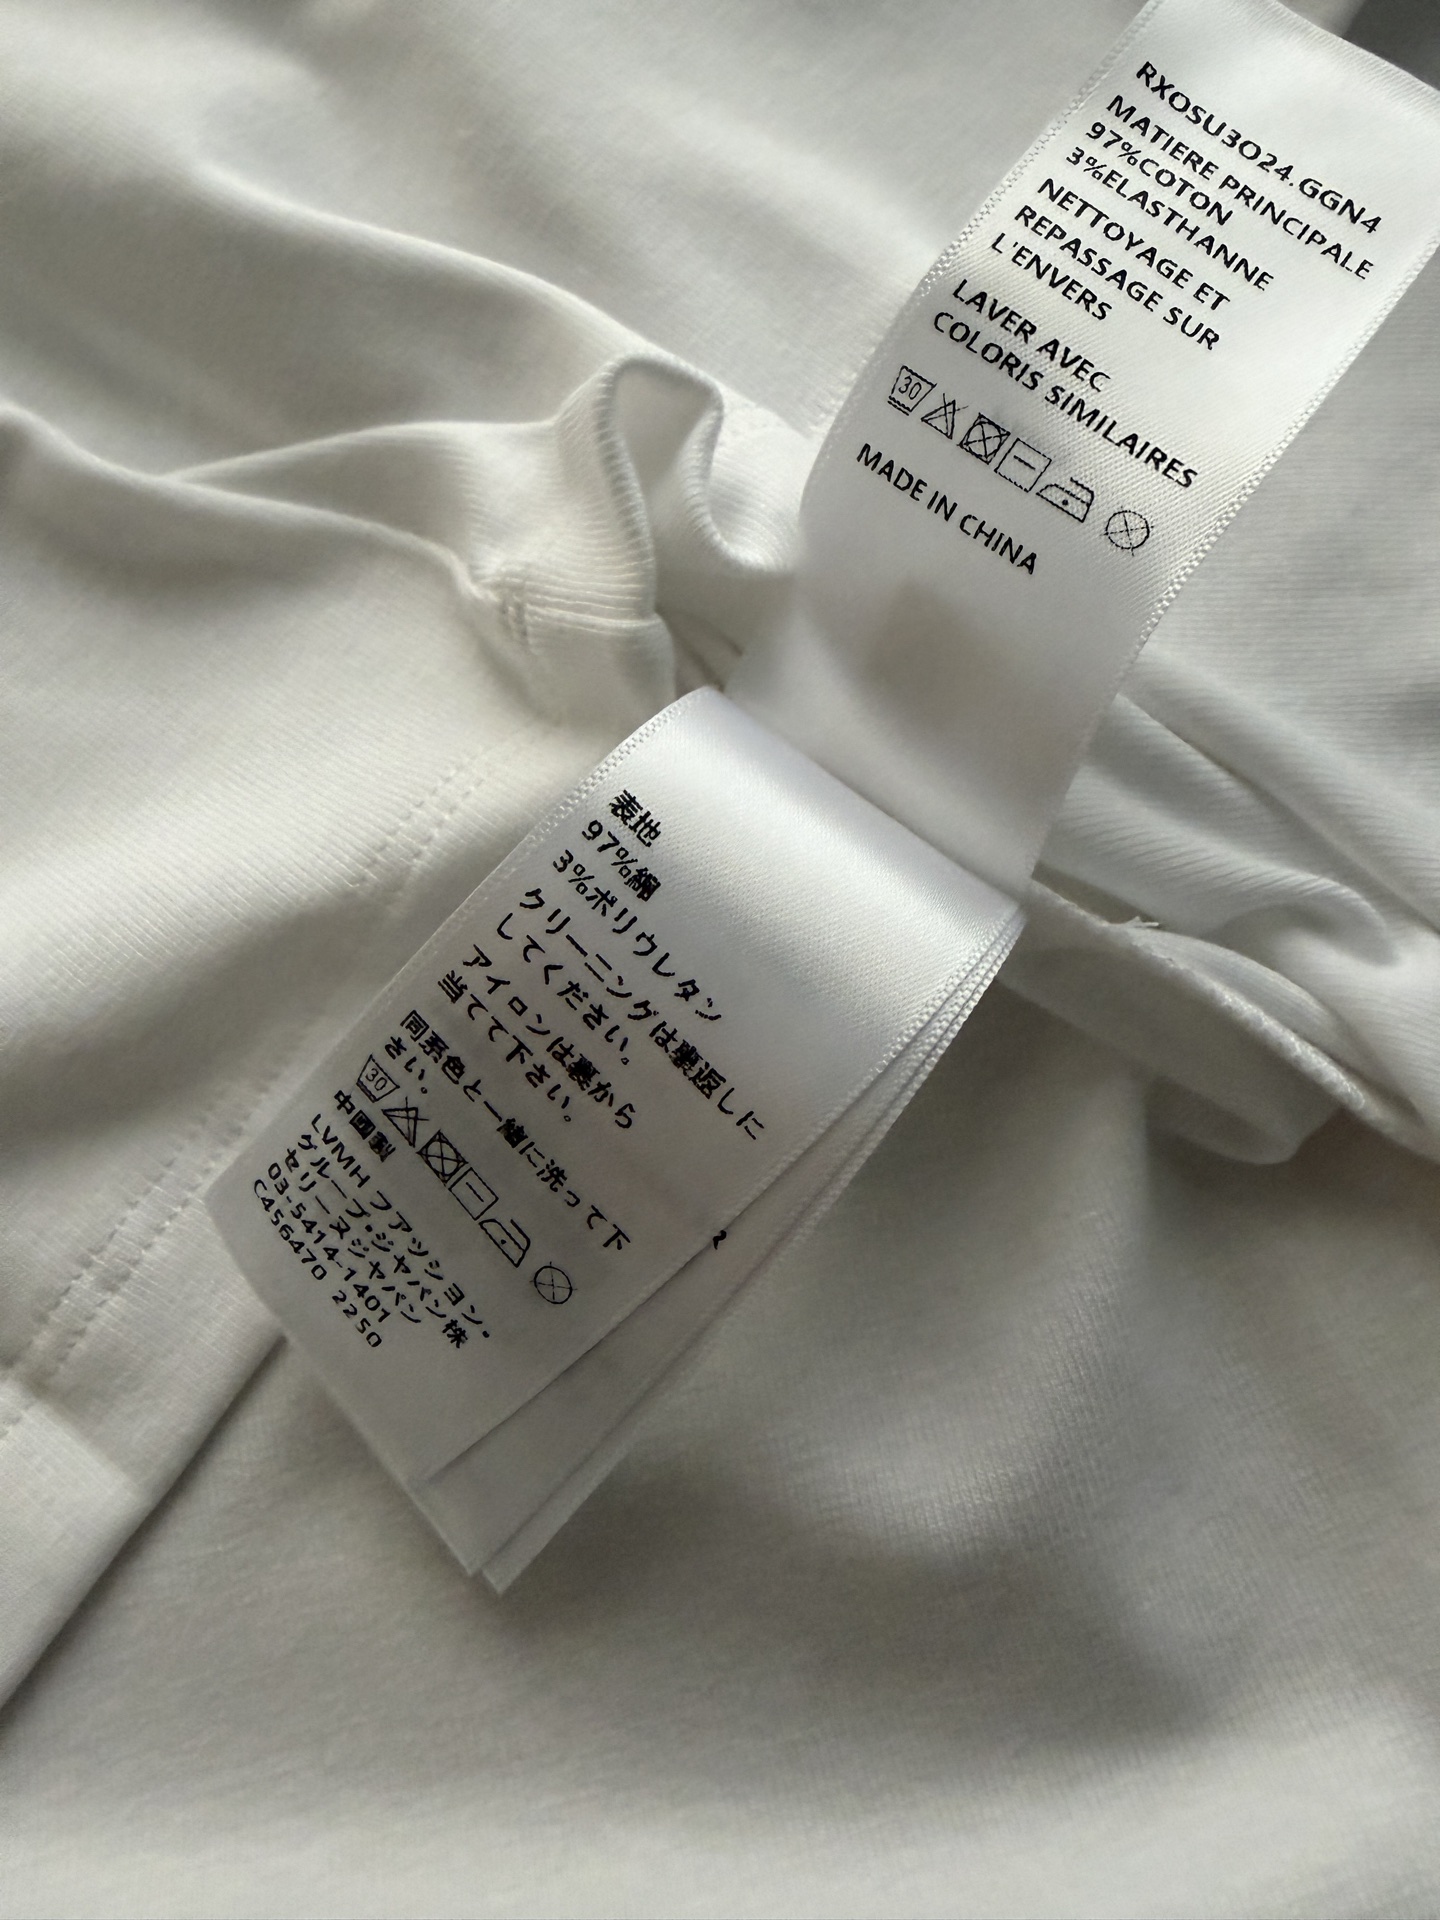 RXOSU3O24.GGN4
MATIERE PRINCIPALE
97%COTON
3%ELASTHANNE
NETTOYAGE ET
REPASSAGE SUR
L'ENVERS
LAVER AVEC
COLORIS SIMILAIRES
30
MADE IN CHINA
表地
97%綿
3%ポリウレタン
クリーニングは裏返しに
してください。
アイロンは裏から
当てて下さい。
同系色と一緒に洗って下
さい。
30
中國製
LVMH ファッション・
グループ・ジャパン株
セリーヌジャパン
03-5414-1401
C456470 2250
2